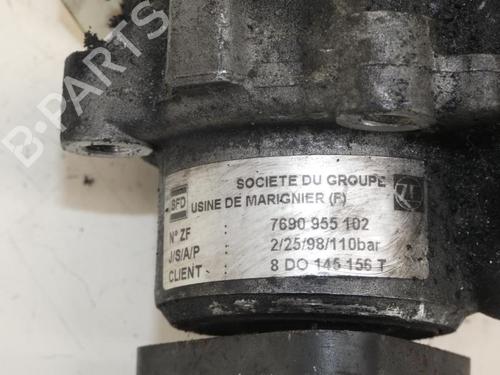 B-PARTS
SFD
SOCIETE DU GROUPE
USINE DE MARIGNIER (F)
N° ZF : 7690 955 102
J/S/A/P : 2/25/98/110bar
CLIENT : 8 DO 145 156 T